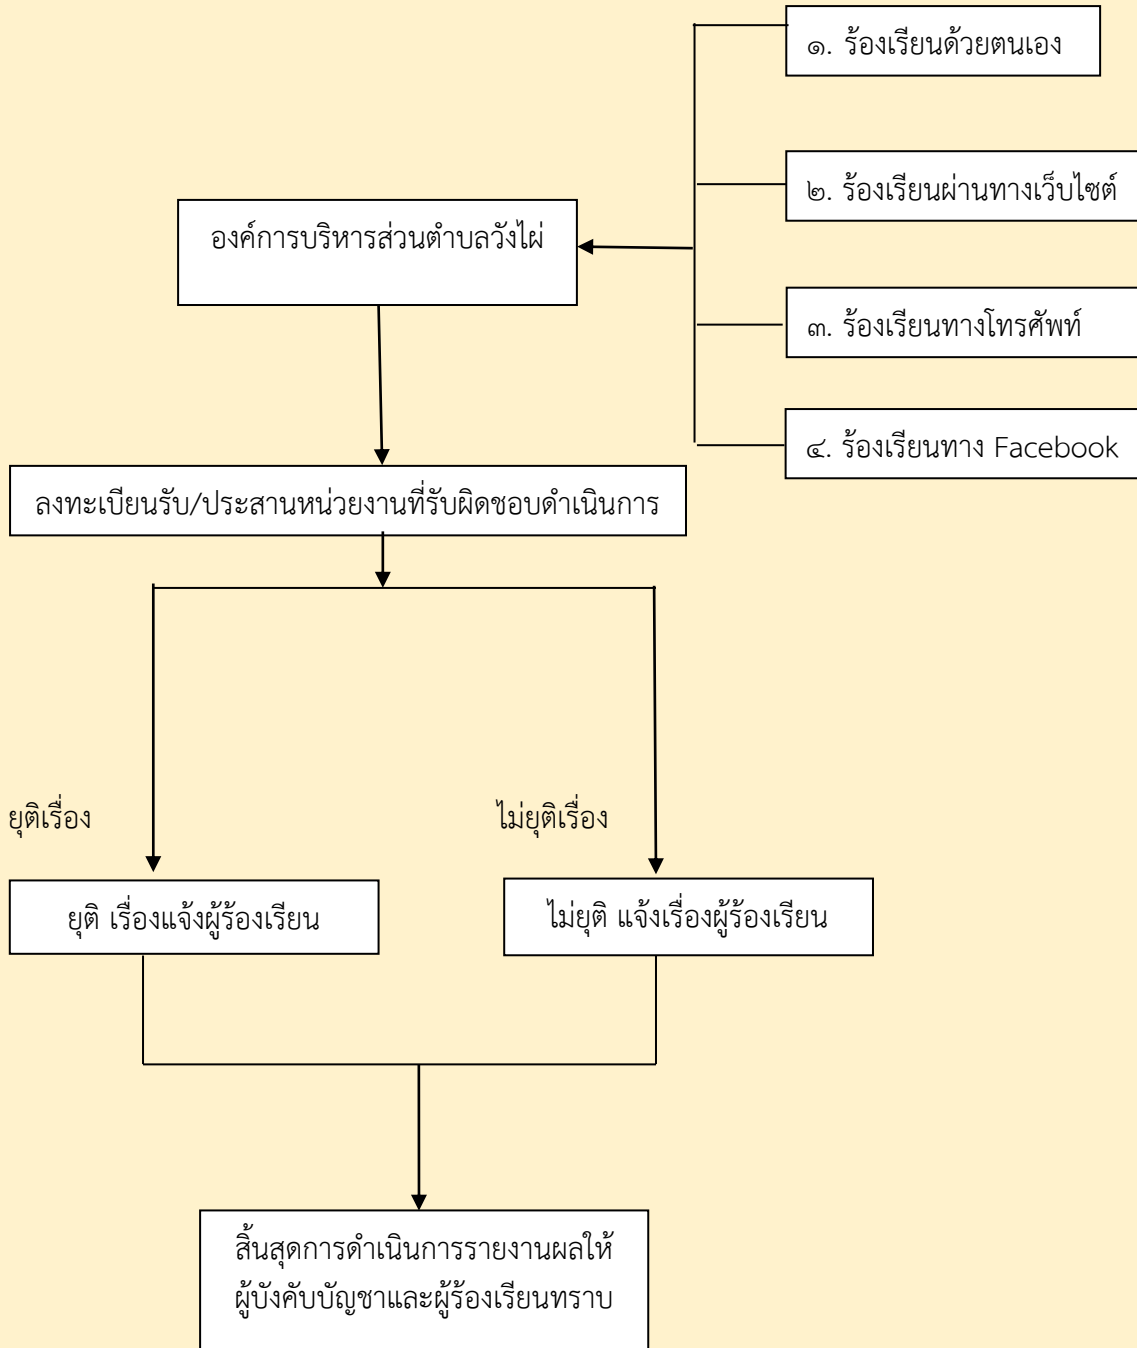 ๑. ร้องเรียนด้วยตนเอง
๒. ร้องเรียนผ่านทางเว็บไซต์
องค์การบริหารส่วนตำบลวังไผ่
๓. ร้องเรียนทางโทรศัพท์
๔. ร้องเรียนทาง Facebook
ลงทะเบียนรับ/ประสานหน่วยงานที่รับผิดชอบดำเนินการ
ยุติเรื่อง
ไม่ยุติเรื่อง
ยุติ เรื่องแจ้งผู้ร้องเรียน
ไม่ยุติ แจ้งเรื่องผู้ร้องเรียน
สิ้นสุดการดำเนินการรายงานผลให้
ผู้บังคับบัญชาและผู้ร้องเรียนทราบ